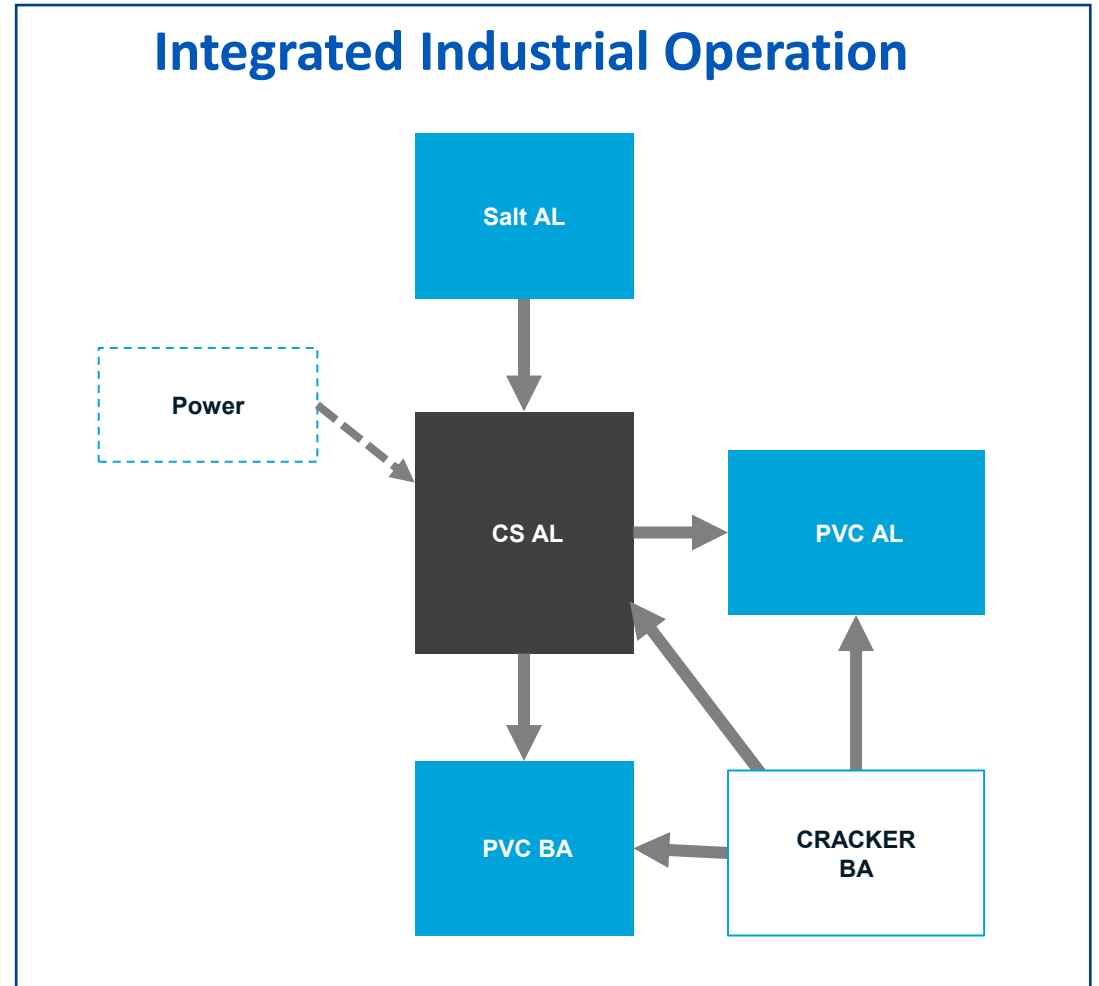 Integrated Industrial Operation
Salt AL
Power
CS AL
PVC AL
PVC BA
CRACKER
BA